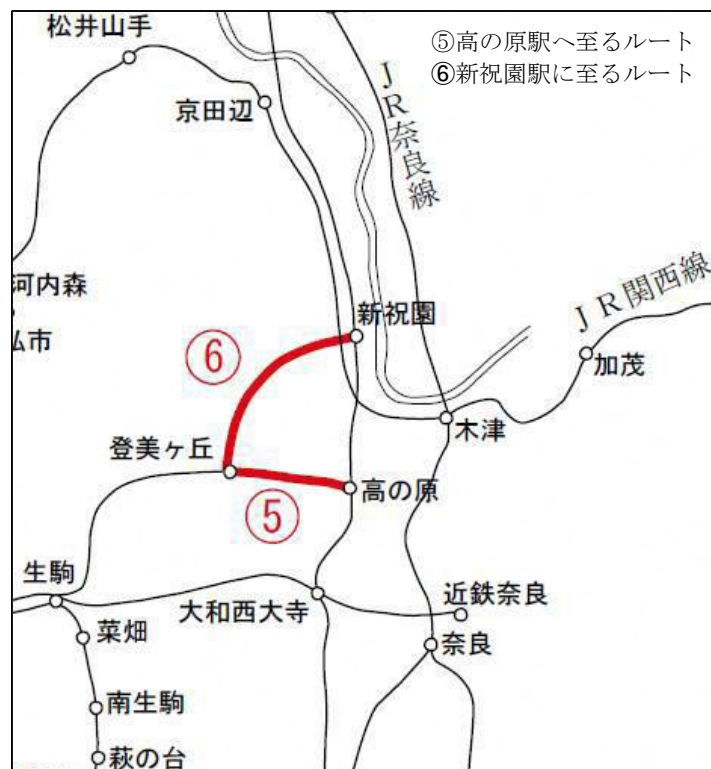 松井山手
⑤高の原駅へ至るルート
⑥新祝園駅に至るルート
京田辺
JR奈良線
河内森
JR関西線
新祝園
⑥
加茂
木津
登美ヶ丘
高の原
⑤
生駒
大和西大寺
近鉄奈良
菜畑
奈良
南生駒
萩の台